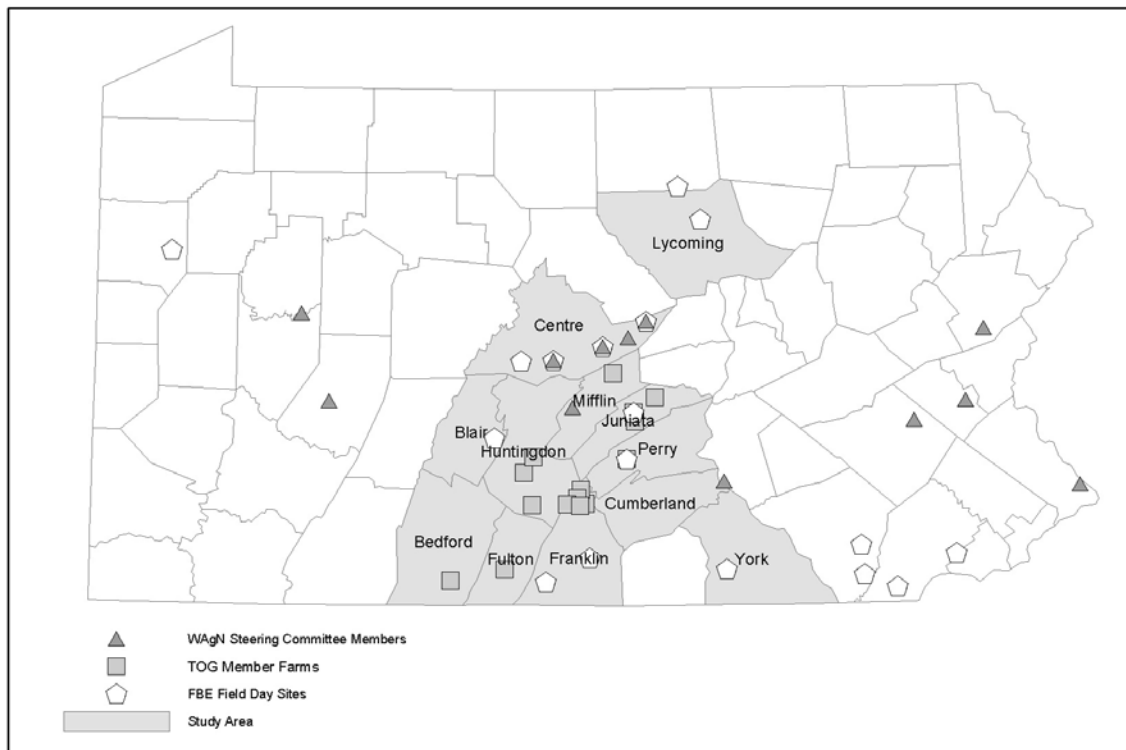 Lycoming
Centre
Mifflin
Juniata
Blair
Huntingdon
Perry
Cumberland
Bedford
Fulton
Franklin
York
WAgN Steering Committee Members
TOG Member Farms
FBE Field Day Sites
Study Area